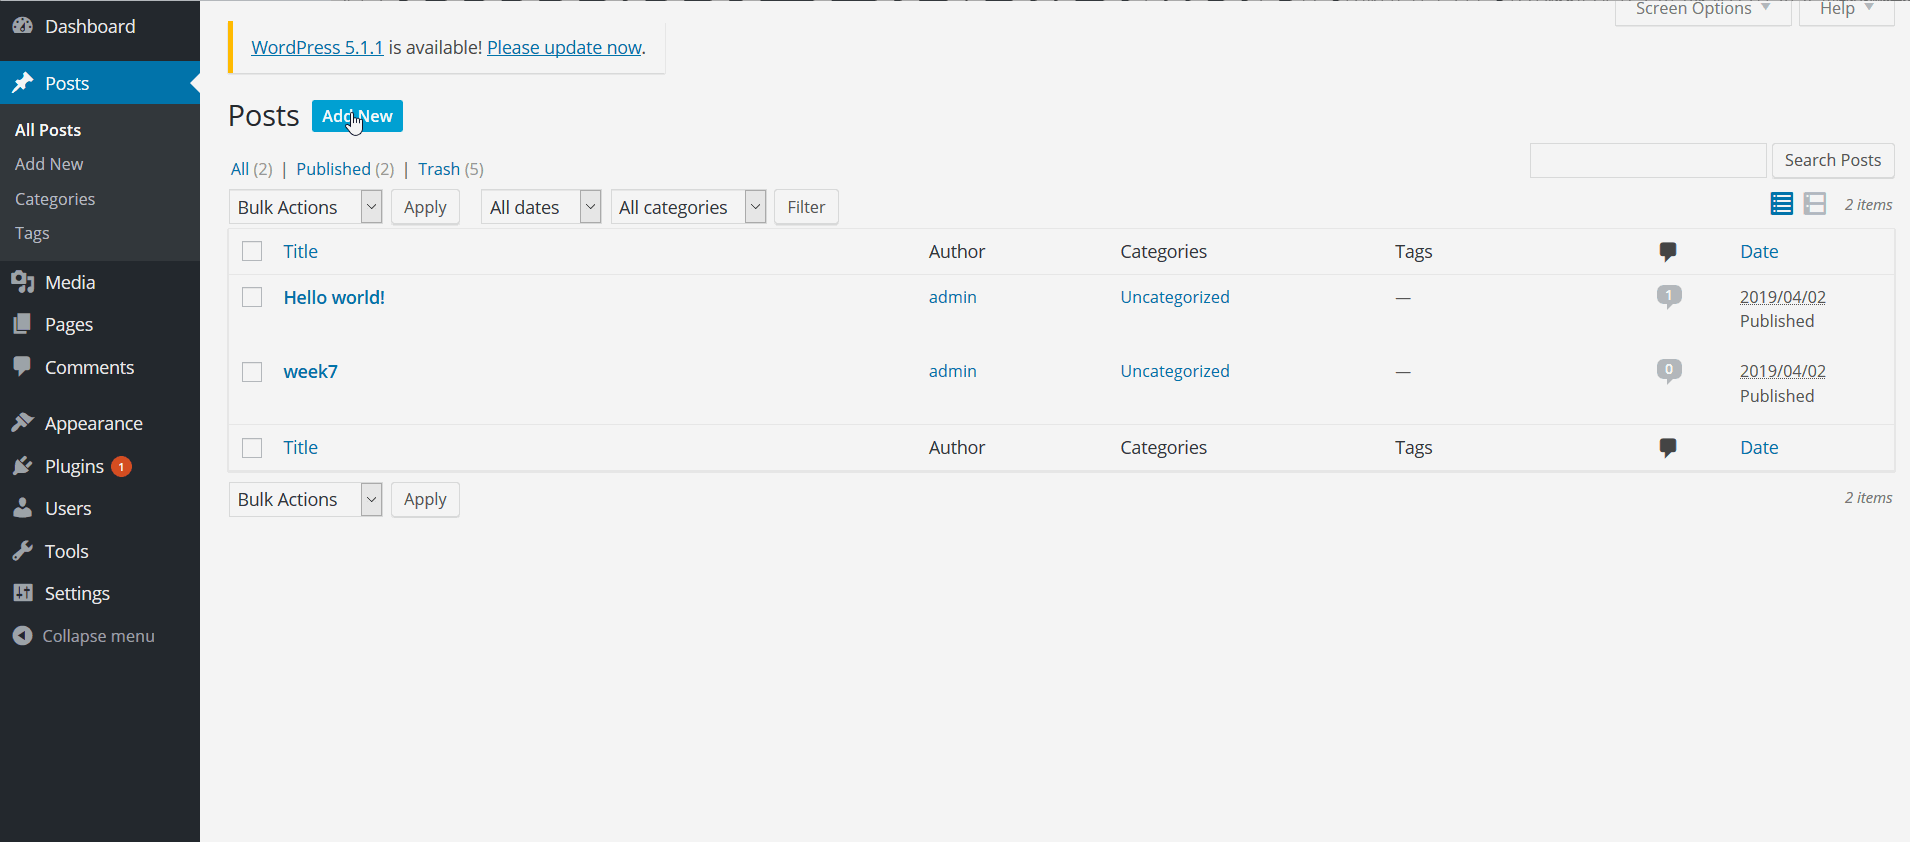 Dashboard
Posts
All Posts
Add New
Categories
Tags
Media
Pages
Comments
Appearance
Plugins 1
Users
Tools
Settings
Collapse menu
Screen Options Help
WordPress 5.1.1 is available! Please update now.
Posts Add New
All (2) | Published (2) | Trash (5)
Search Posts
Bulk Actions Apply All dates All categories Filter
2 items
Title Author Categories Tags Date
Hello world! admin Uncategorized — 1 2019/04/02
Published
week7 admin Uncategorized — 0 2019/04/02
Published
Title Author Categories Tags Date
Bulk Actions Apply
2 items